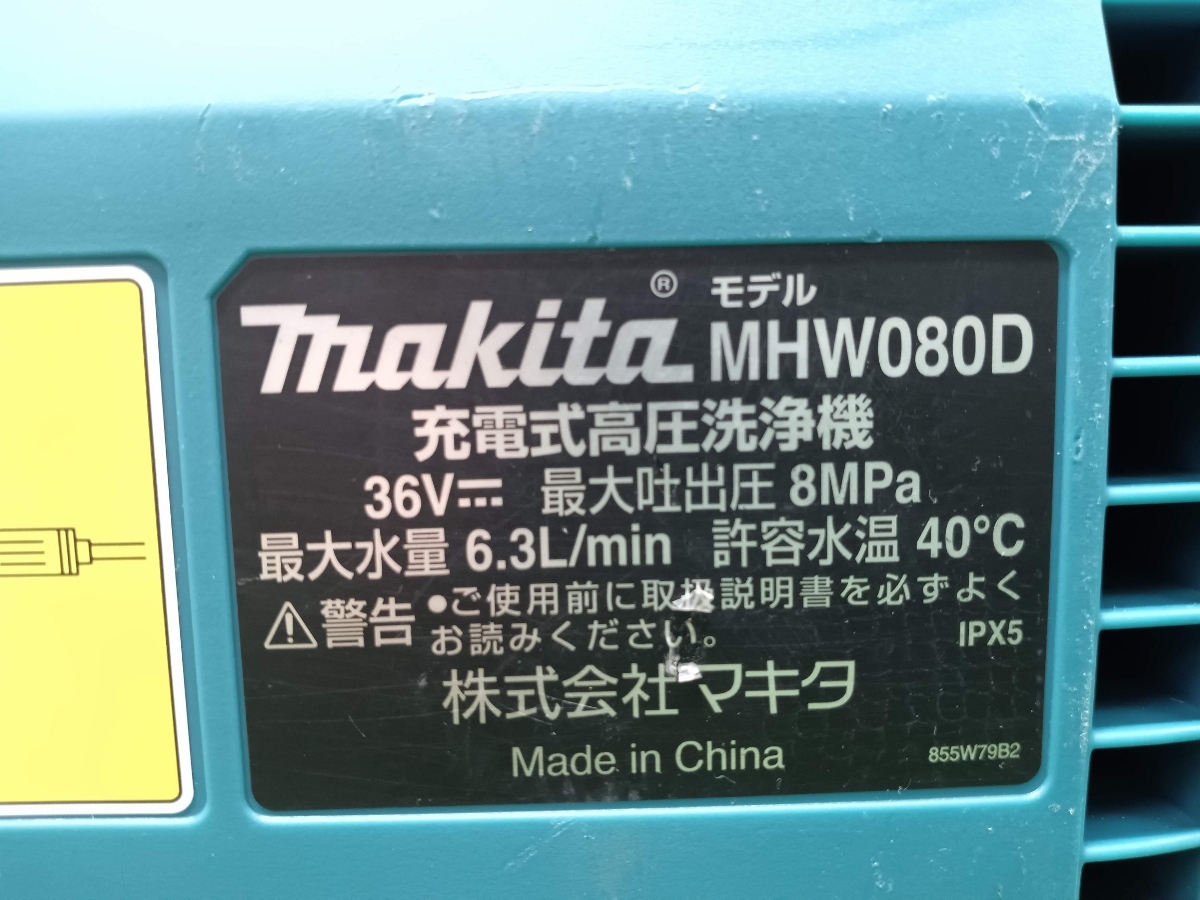 makita® モデル MHW080D
充電式高圧洗浄機
36V⎓ 最大吐出圧 8MPa
最大水量 6.3L/min 許容水温 40℃
⚠警告 ●ご使用前に取扱説明書を必ずよく
お読みください。 IPX5
株式会社マキタ
Made in China 855W79B2